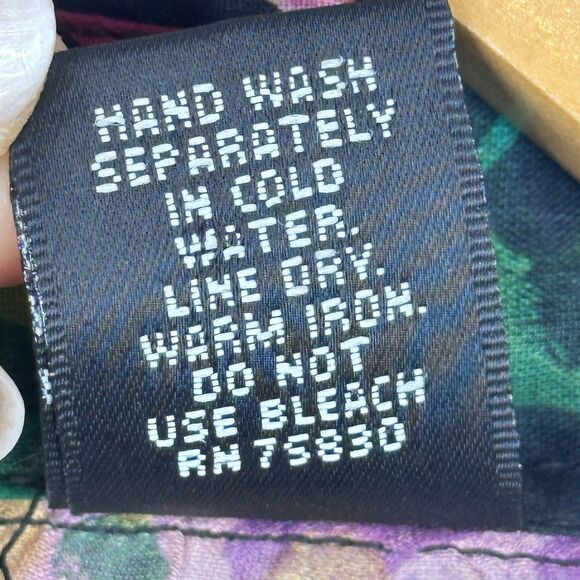 HAND WASH
SEPARATELY
IN COLD
WATER.
LINE DRY.
WARM IRON.
DO NOT
USE BLEACH
RN 75830